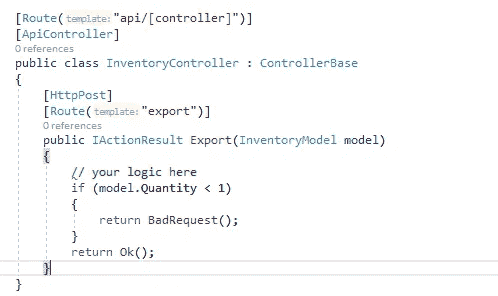 [Route(template:"api/[controller]")]
[ApiController]
0 references
public class InventoryController : ControllerBase
{
[HttpPost]
[Route(template:"export")]
0 references
public IActionResult Export(InventoryModel model)
{
// your logic here
if (model.Quantity < 1)
{
return BadRequest();
}
return Ok();
}
}